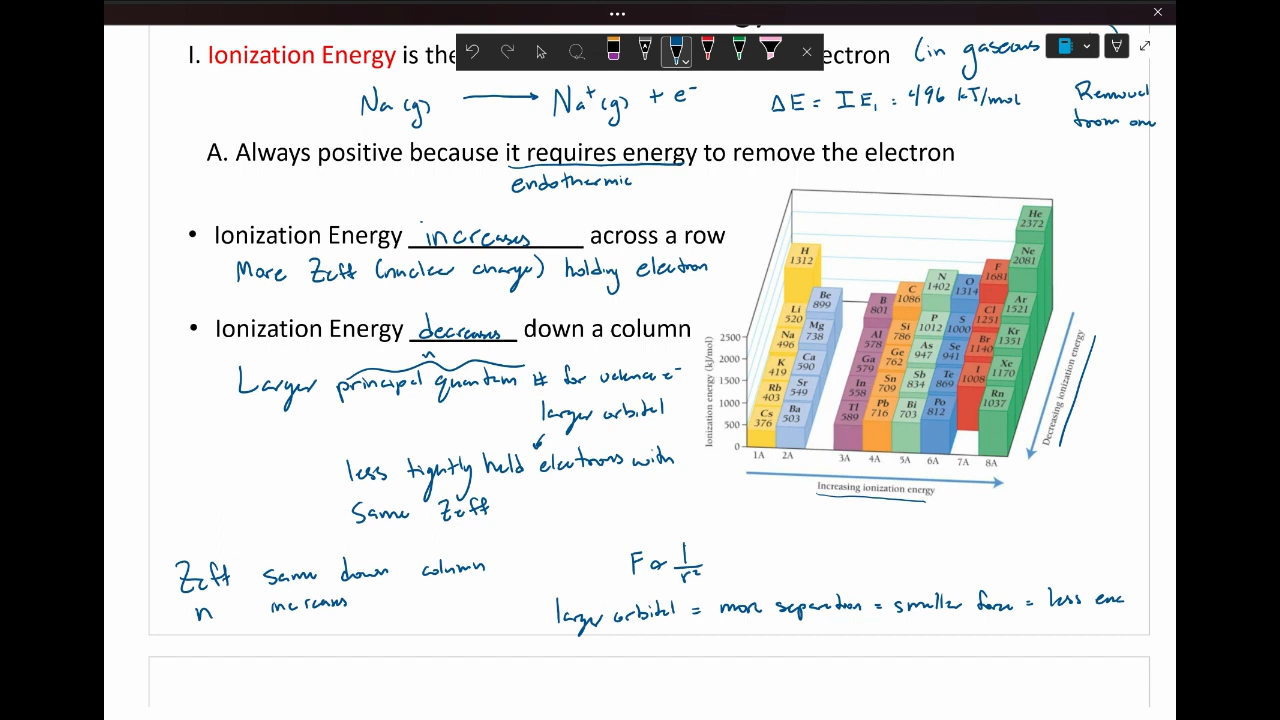 I. Ionization Energy is the
ectron (in gaseous
Na (g) → Na⁺(g) + e⁻ ΔE = IE₁ = 496 kJ/mol Removal
from one
A. Always positive because it requires energy to remove the electron
endothermic
• Ionization Energy increases across a row
More Zeff (nuclear charge) holding electron
• Ionization Energy decreases down a column
n
Larger principal quantum # for valence e⁻
larger orbital
less tightly held electrons with
Same Zeff
Zeff same down column
n increases
F α 1/r²
larger orbital = more separation = smaller force = less ene
Ionization energy (kJ/mol)
2500
2000
1500
1000
500
0
H 1312
Li 520
Na 496
K 419
Rb 403
Cs 376
Be 899
Mg 738
Ca 590
Sr 549
Ba 503
B 801
Al 578
Ga 579
In 558
Tl 589
C 1086
Si 786
Ge 762
Sn 709
Pb 716
N 1402
P 1012
As 947
Sb 834
Bi 703
O 1314
S 1000
Se 941
Te 869
Po 812
F 1681
Cl 1251
Br 1140
I 1008
He 2372
Ne 2081
Ar 1521
Kr 1351
Xe 1170
Rn 1037
1A 2A 3A 4A 5A 6A 7A 8A
Increasing ionization energy
Decreasing ionization energy